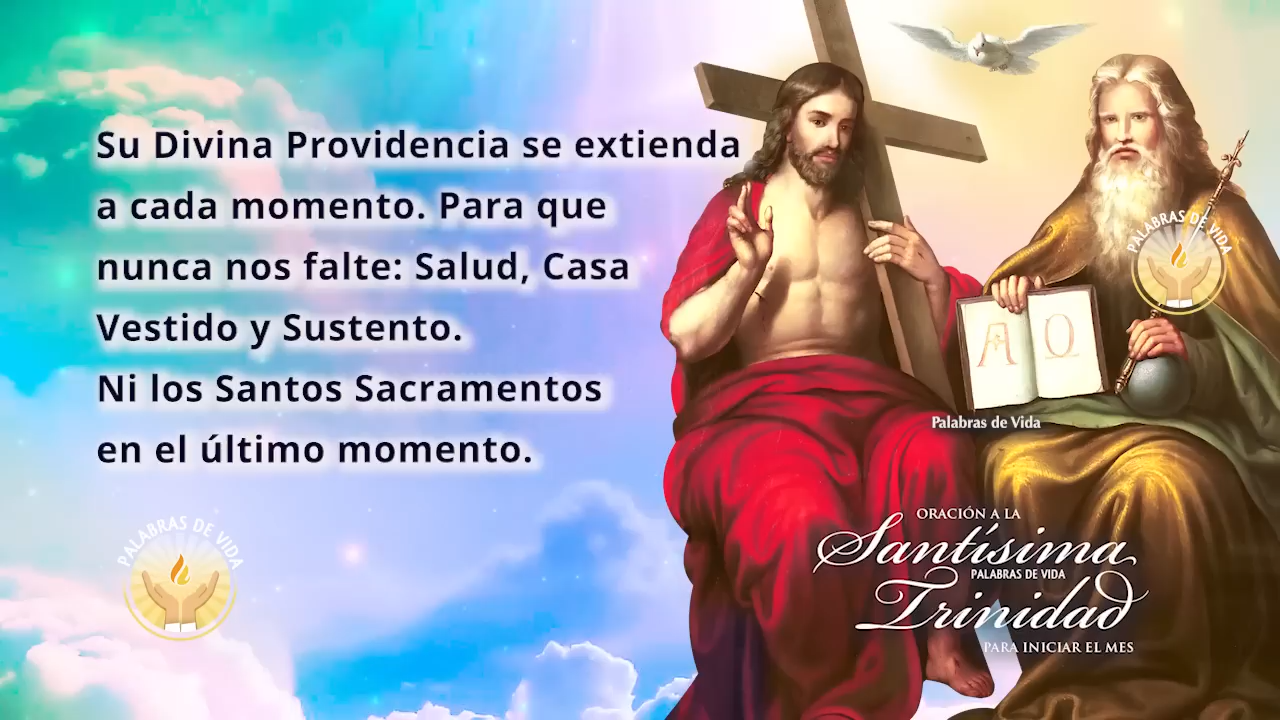 Su Divina Providencia se extienda
a cada momento. Para que
nunca nos falte: Salud, Casa
Vestido y Sustento.
Ni los Santos Sacramentos
en el último momento.
PALABRAS DE VIDA
PALABRAS DE VIDA
A O
Palabras de Vida
ORACIÓN A LA
Santísima
PALABRAS DE VIDA
Trinidad
PARA INICIAR EL MES